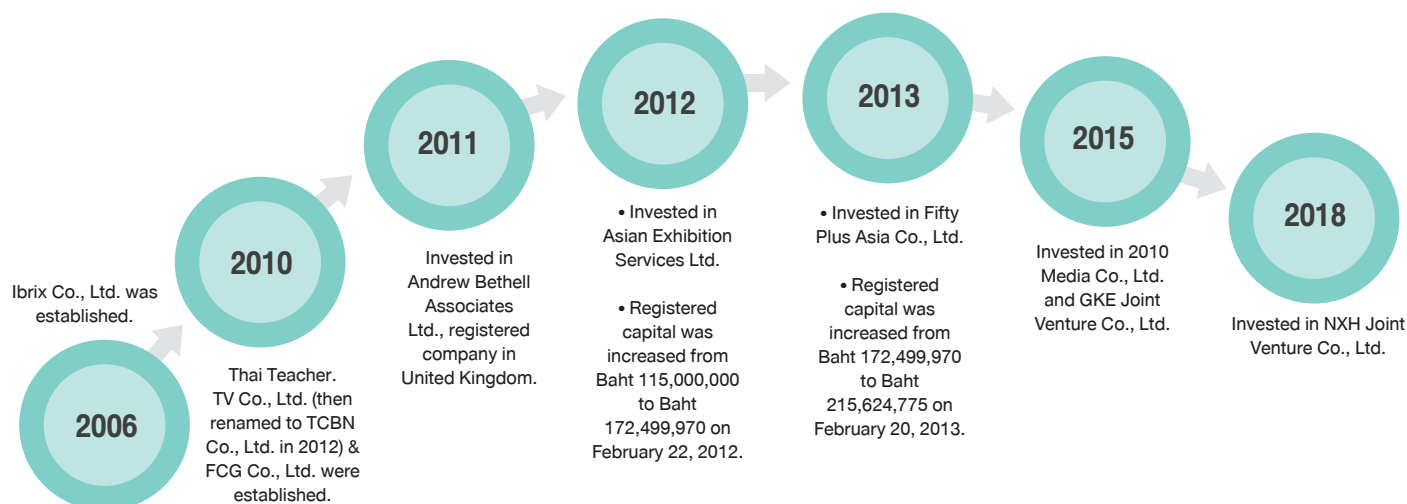 2006
Ibrix Co., Ltd. was
established.
2010
Thai Teacher.
TV Co., Ltd. (then
renamed to TCBN
Co., Ltd. in 2012) &
FCG Co., Ltd. were
established.
2011
Invested in
Andrew Bethell
Associates
Ltd., registered
company in
United Kingdom.
2012
• Invested in
Asian Exhibition
Services Ltd.
• Registered
capital was
increased from
Baht 115,000,000
to Baht
172,499,970 on
February 22, 2012.
2013
• Invested in Fifty
Plus Asia Co., Ltd.
• Registered
capital was
increased from
Baht 172,499,970
to Baht
215,624,775 on
February 20, 2013.
2015
Invested in 2010
Media Co., Ltd.
and GKE Joint
Venture Co., Ltd.
2018
Invested in NXH Joint
Venture Co., Ltd.